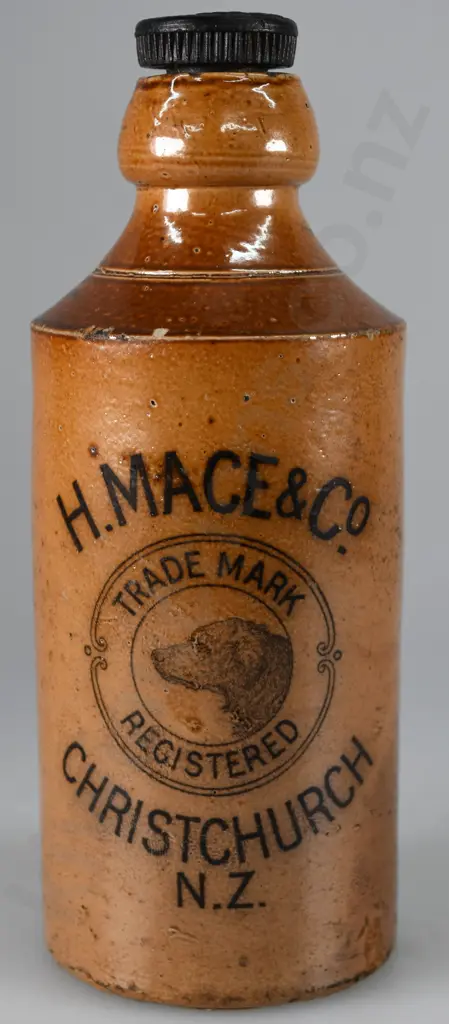 H. MACE & Co.
TRADE MARK
REGISTERED
CHRISTCHURCH
N.Z.